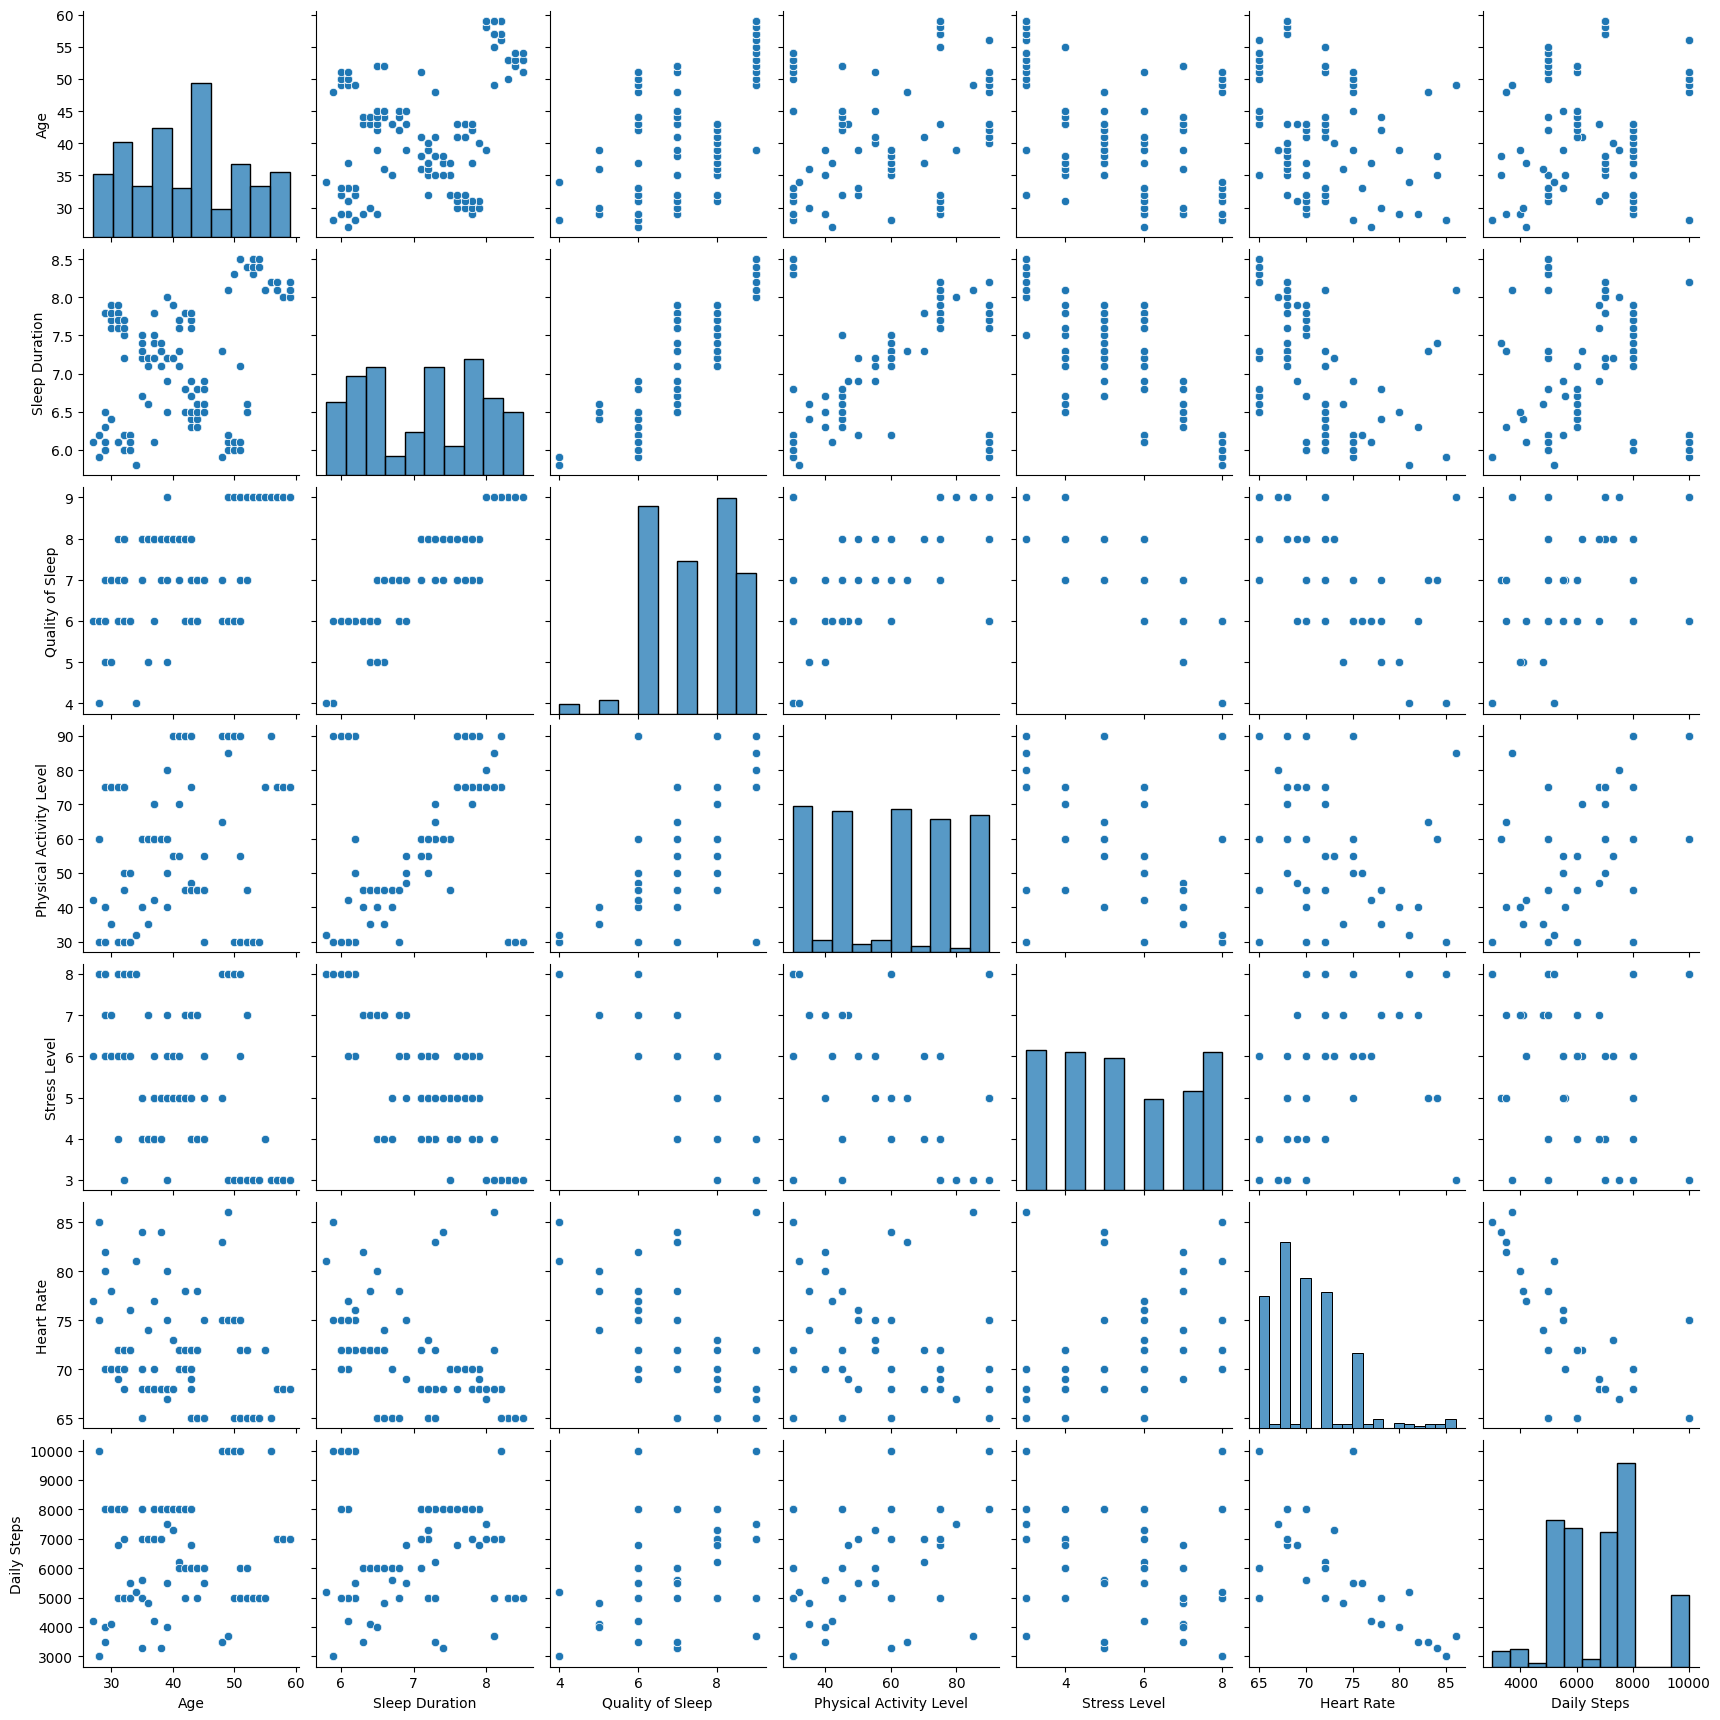 60
55
50
45
40
35
30
Age
8.5
8.0
7.5
7.0
6.5
6.0
Sleep Duration
9
8
7
6
5
4
Quality of Sleep
90
80
70
60
50
40
30
Physical Activity Level
8
7
6
5
4
3
Stress Level
85
80
75
70
65
Heart Rate
10000
9000
8000
7000
6000
5000
4000
3000
Daily Steps
30 40 50 60
Age
6 7 8
Sleep Duration
4 6 8
Quality of Sleep
40 60 80
Physical Activity Level
4 6 8
Stress Level
65 70 75 80 85
Heart Rate
4000 6000 8000 10000
Daily Steps